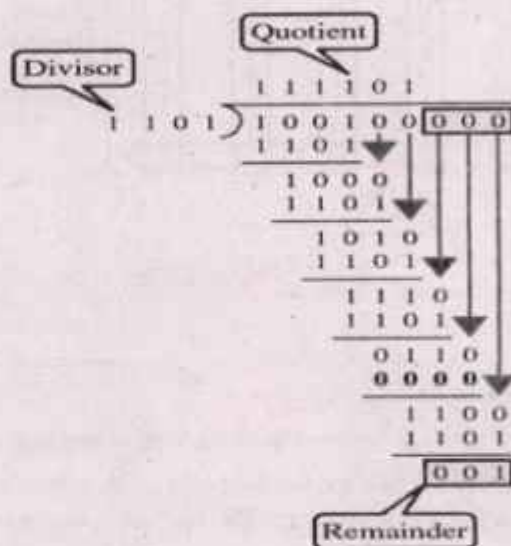 Quotient
Divisor
1 1 1 1 0 1
1 1 0 1 ) 1 0 0 1 0 0 0 0 0
1 1 0 1
1 0 0 0
1 1 0 1
1 0 1 0
1 1 0 1
1 1 1 0
1 1 0 1
0 1 1 0
0 0 0 0
1 1 0 0
1 1 0 1
0 0 1
Remainder